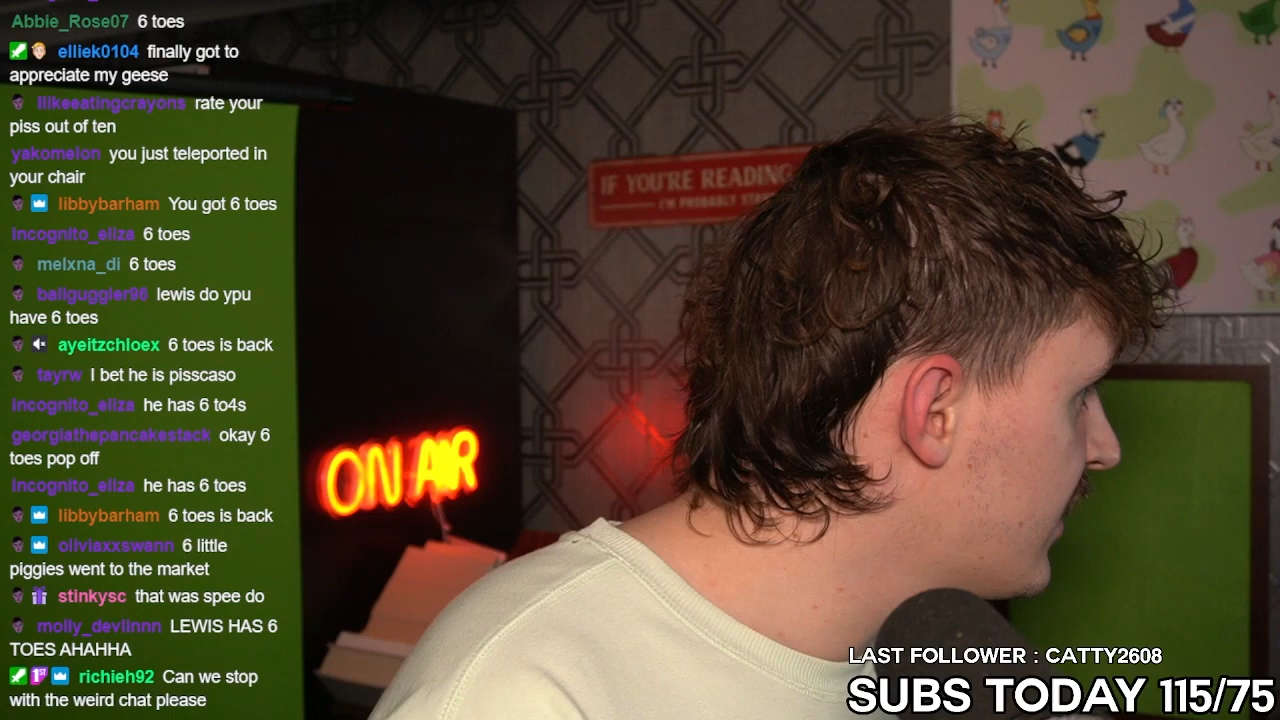 Abbie_Rose07 6 toes
elliek0104 finally got to
appreciate my geese
Ilikeeatingcrayons rate your
piss out of ten
yakomelon you just teleported in
your chair
libbybarham You got 6 toes
incognito_eliza 6 toes
melxna_di 6 toes
ballguggler96 lewis do ypu
have 6 toes
ayeitzchloex 6 toes is back
tayrw I bet he is pisscaso
incognito_eliza he has 6 to4s
georgiathepancakestack okay 6
toes pop off
incognito_eliza he has 6 toes
libbybarham 6 toes is back
oliviaxxswann 6 little
piggies went to the market
stinkysc that was spee do
molly_devlinnn LEWIS HAS 6
TOES AHAHHA
richieh92 Can we stop
with the weird chat please
IF YOU'RE READING
I'M PROBABLY
ON AIR
LAST FOLLOWER : CATTY2608
SUBS TODAY 115/75